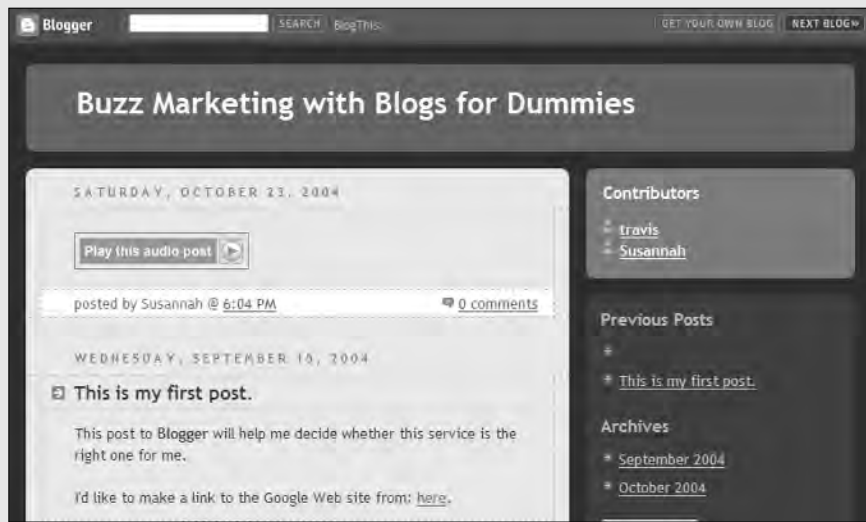 Blogger
SEARCH BlogThis!
GET YOUR OWN BLOG NEXT BLOG»
Buzz Marketing with Blogs for Dummies
SATURDAY, OCTOBER 23, 2004
Play this audio post
posted by Susannah @ 6:04 PM
0 comments
WEDNESDAY, SEPTEMBER 15, 2004
This is my first post.
This post to Blogger will help me decide whether this service is the
right one for me.
I'd like to make a link to the Google Web site from: here.
Contributors
travis
Susannah
Previous Posts
This is my first post.
Archives
September 2004
October 2004